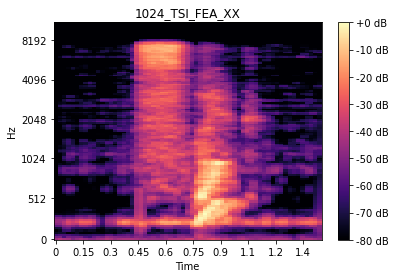 1024_TSI_FEA_XX
+0 dB
8192
-10 dB
4096
-20 dB
-30 dB
2048
-40 dB
Hz
1024
-50 dB
512
-60 dB
-70 dB
0
-80 dB
0 0.15 0.3 0.45 0.6 0.75 0.9 1.1 1.2 1.4
Time